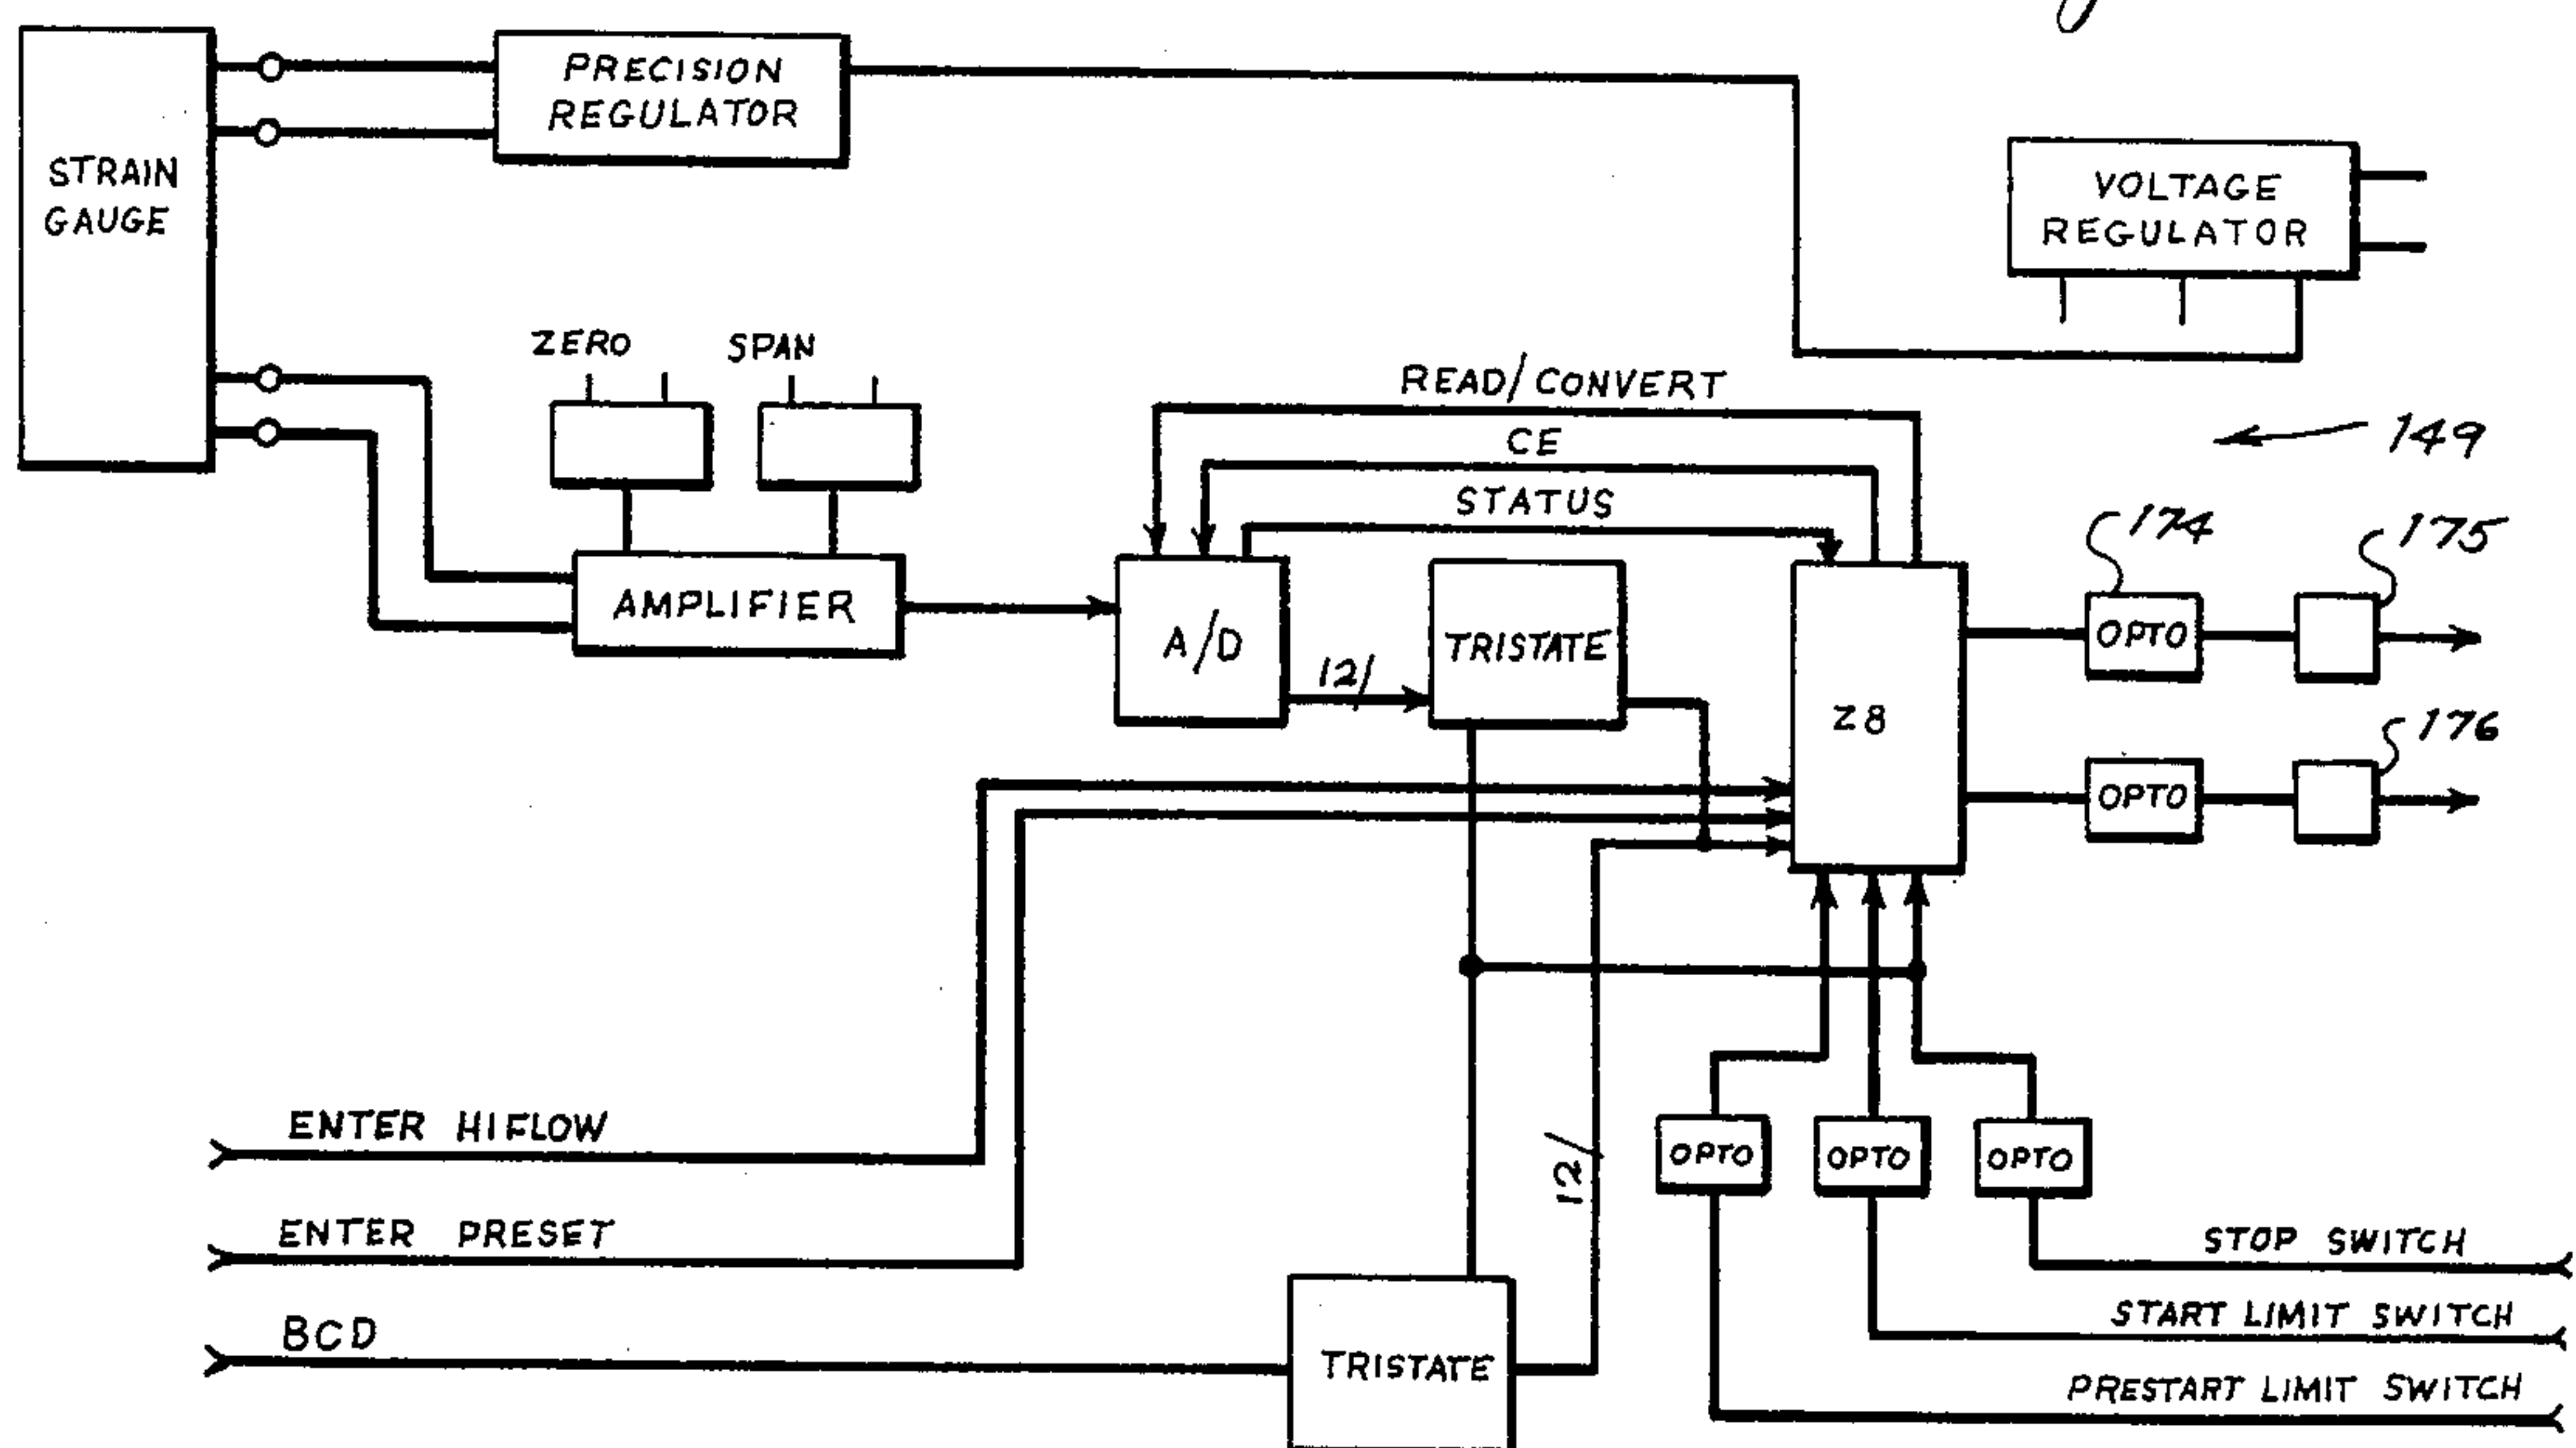 PRECISION
REGULATOR
STRAIN
GAUGE
VOLTAGE
REGULATOR
ZERO
SPAN
READ/CONVERT
CE
STATUS
149
174
175
AMPLIFIER
A/D
12/
TRISTATE
Z8
OPTO
176
OPTO
ENTER HIFLOW
ENTER PRESET
BCD
12/
OPTO
OPTO
OPTO
STOP SWITCH
START LIMIT SWITCH
PRESTART LIMIT SWITCH
TRISTATE